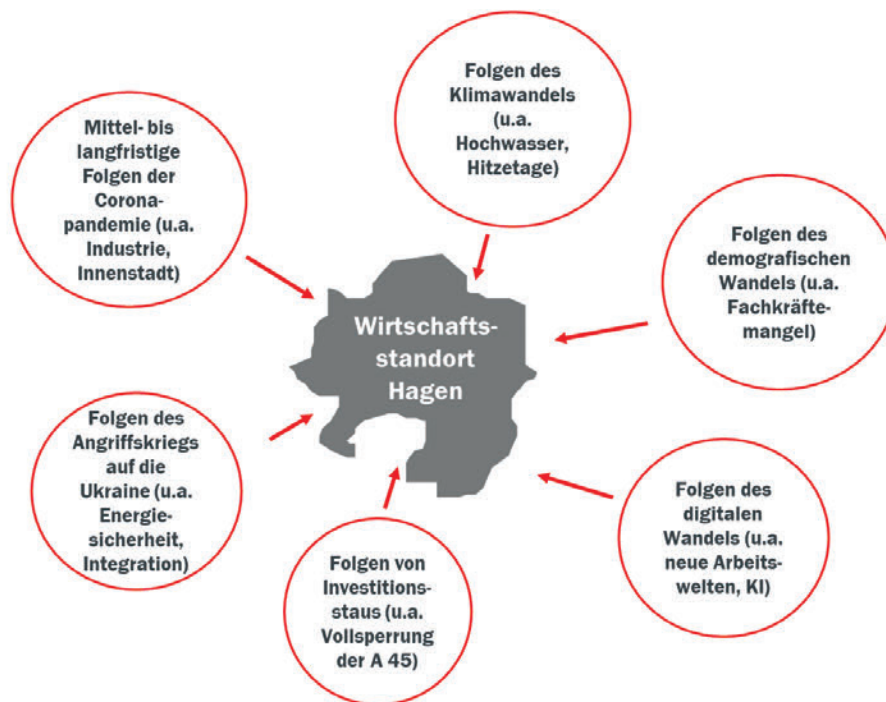 Folgen des
Klimawandels
(u.a.
Hochwasser,
Hitzetage)
Mittel- bis
langfristige
Folgen der
Corona-
pandemie (u.a.
Industrie,
Innenstadt)
Folgen des
demografischen
Wandels (u.a.
Fachkräfte-
mangel)
Wirtschafts-
standort
Hagen
Folgen des
Angriffskriegs
auf die
Ukraine (u.a.
Energie-
sicherheit,
Integration)
Folgen des
digitalen
Wandels (u.a.
neue Arbeits-
welten, KI)
Folgen von
Investitions-
staus (u.a.
Vollsperrung
der A 45)